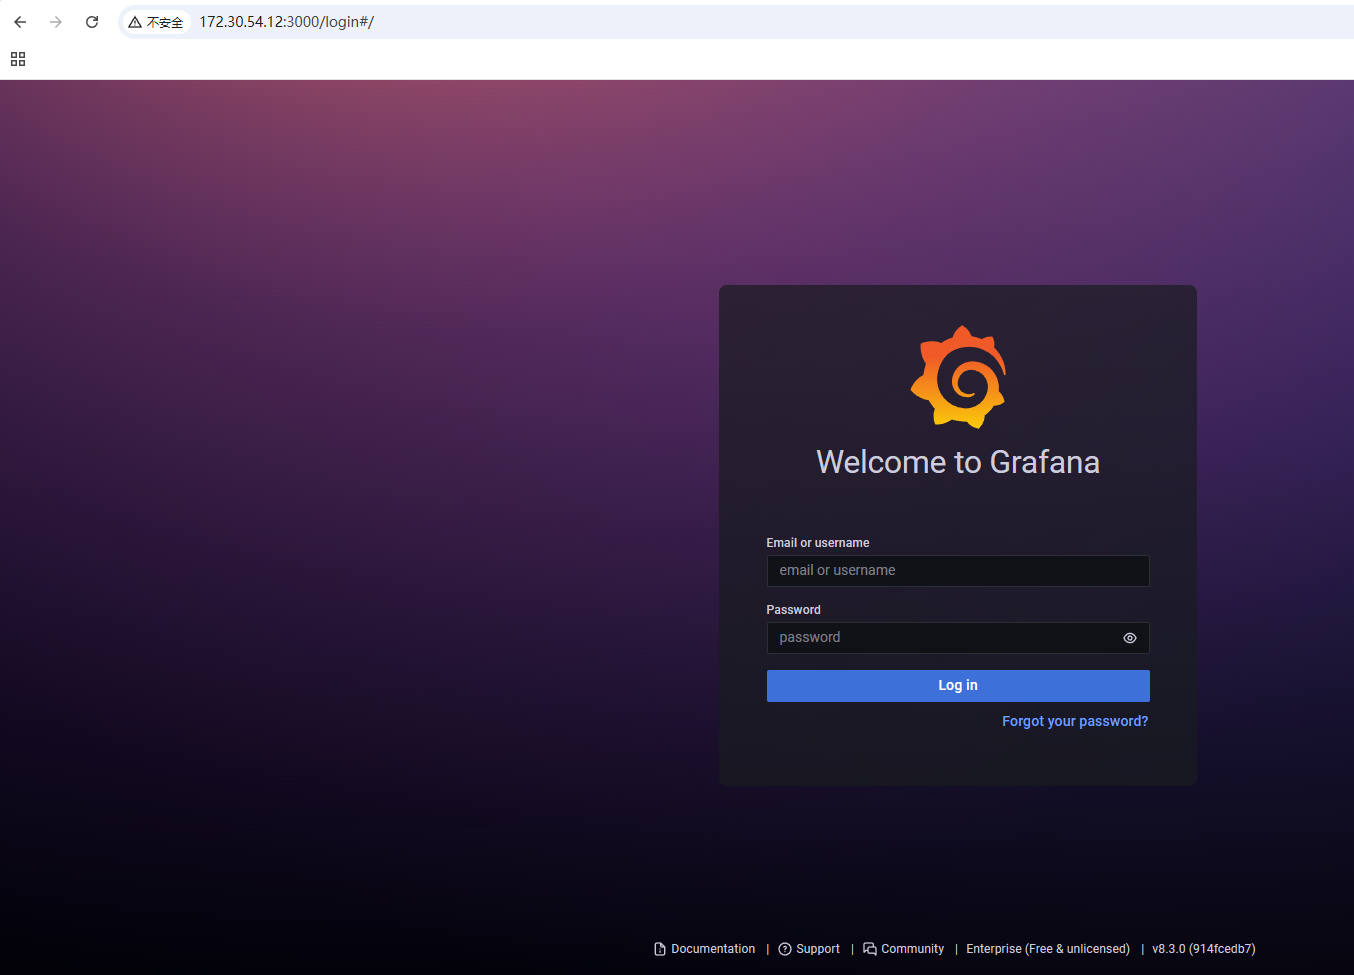 不安全 172.30.54.12:3000/login#/
Welcome to Grafana
Email or username
email or username
Password
password
Log in
Forgot your password?
Documentation | Support | Community | Enterprise (Free & unlicensed) | v8.3.0 (914fcedb7)